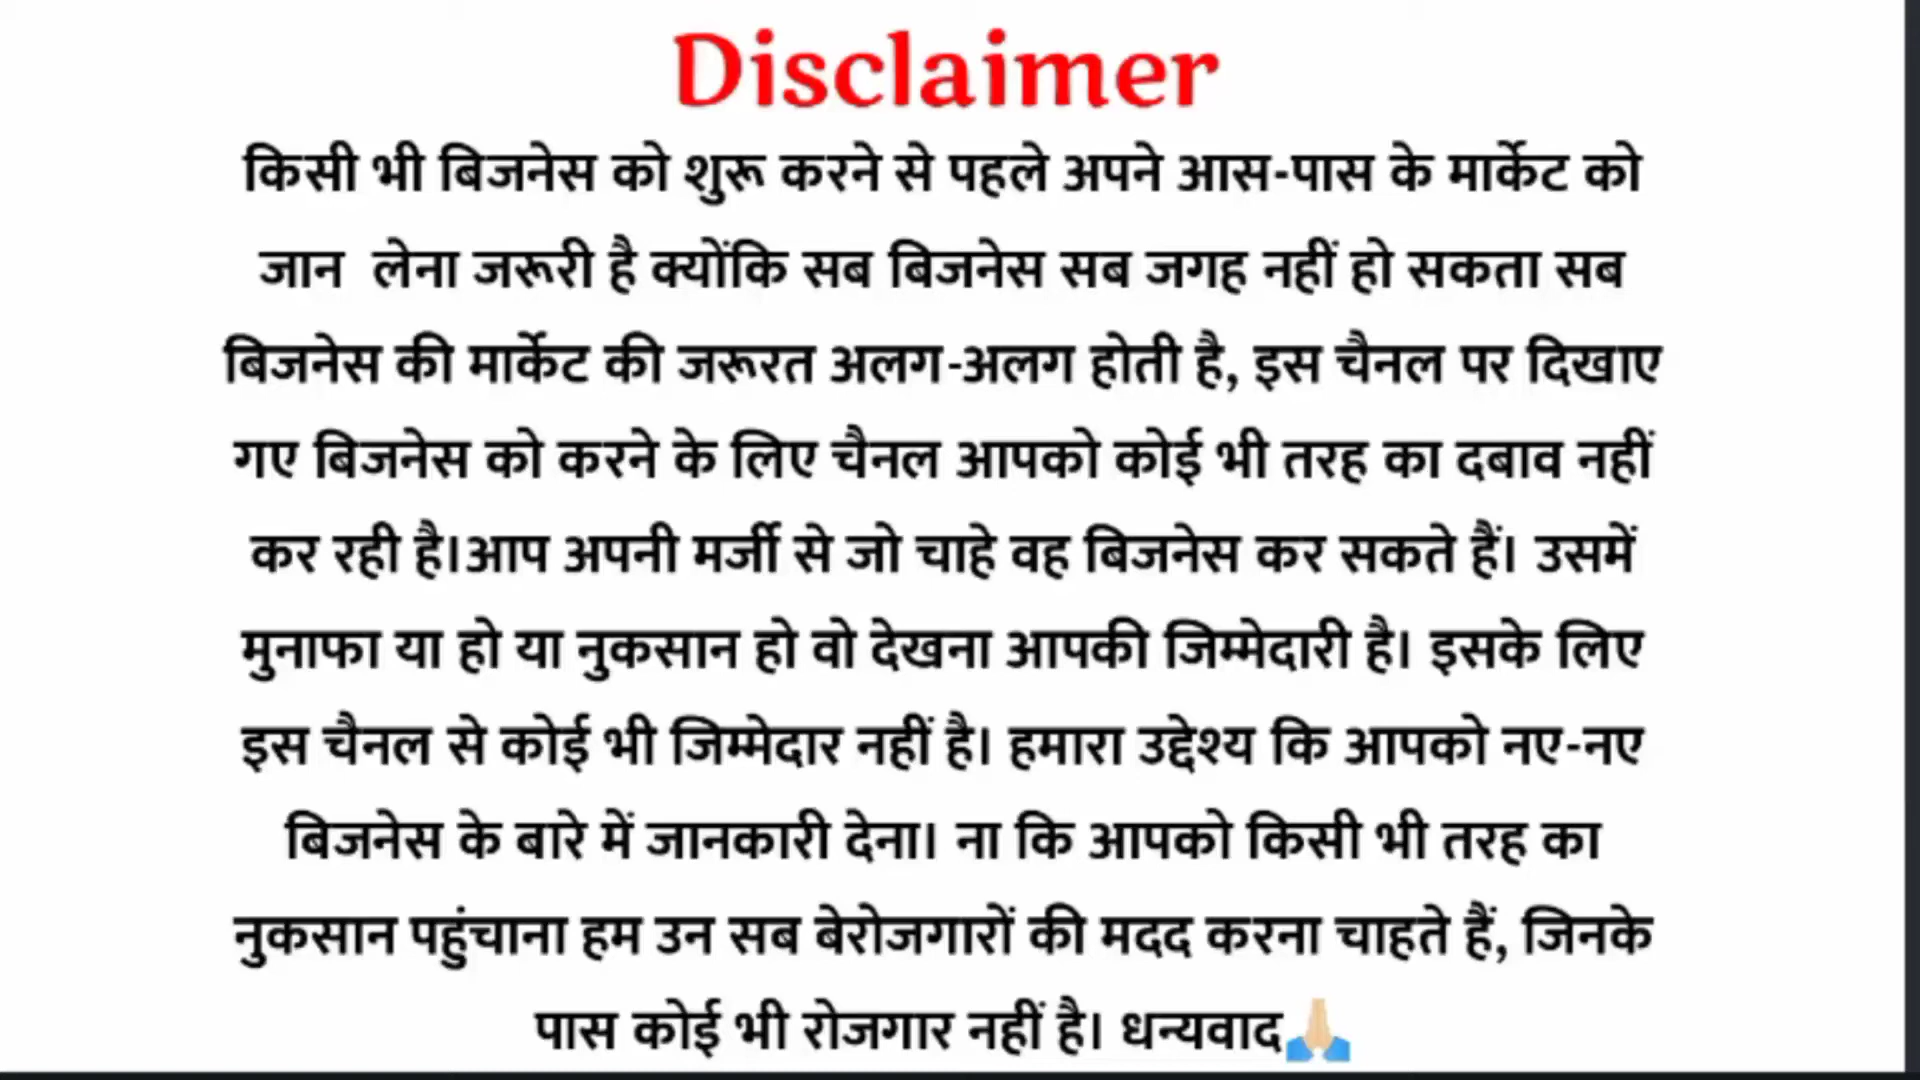 Disclaimer
किसी भी बिजनेस को शुरू करने से पहले अपने आस-पास के मार्केट को
जान लेना जरूरी है क्योंकि सब बिजनेस सब जगह नहीं हो सकता सब
बिजनेस की मार्केट की जरूरत अलग-अलग होती है, इस चैनल पर दिखाए
गए बिजनेस को करने के लिए चैनल आपको कोई भी तरह का दबाव नहीं
कर रही है।आप अपनी मर्जी से जो चाहे वह बिजनेस कर सकते हैं। उसमें
मुनाफा या हो या नुकसान हो वो देखना आपकी जिम्मेदारी है। इसके लिए
इस चैनल से कोई भी जिम्मेदार नहीं है। हमारा उद्देश्य कि आपको नए-नए
बिजनेस के बारे में जानकारी देना। ना कि आपको किसी भी तरह का
नुकसान पहुंचाना हम उन सब बेरोजगारों की मदद करना चाहते हैं, जिनके
पास कोई भी रोजगार नहीं है। धन्यवाद🙏🏼